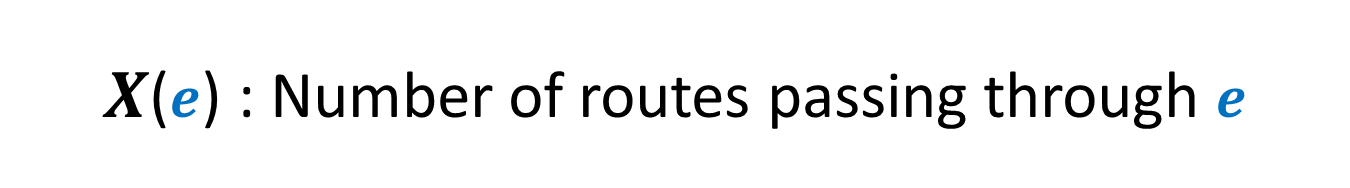 X(e) : Number of routes passing through e